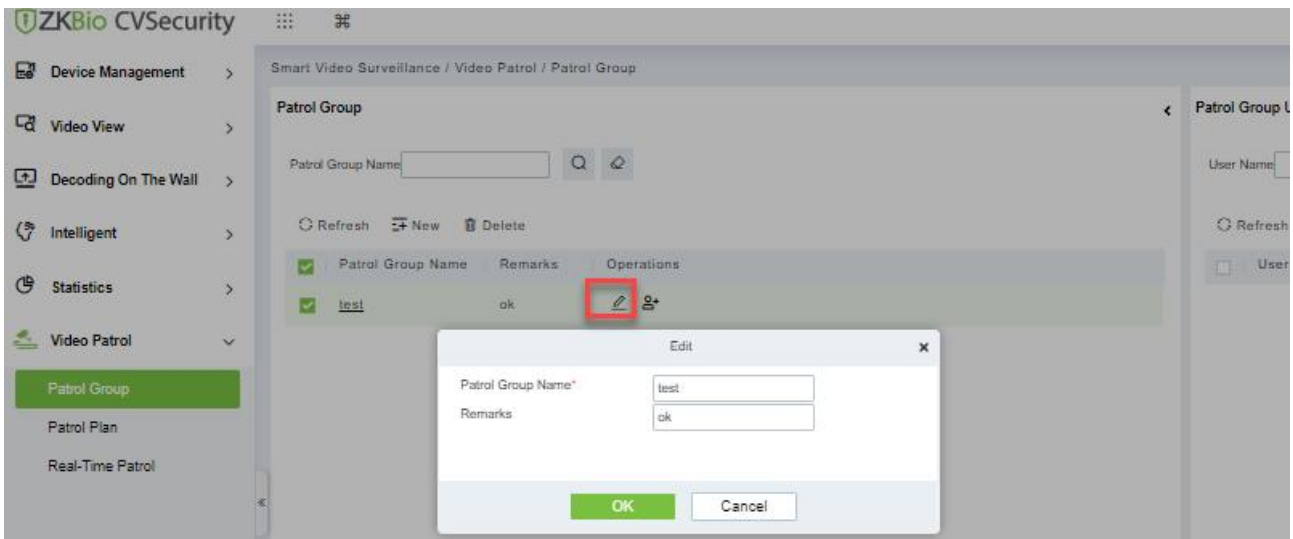 ZKBio CVSecurity
Device Management
Video View
Decoding On The Wall
Intelligent
Statistics
Video Patrol
Patrol Group
Patrol Plan
Real-Time Patrol
Smart Video Surveillance / Video Patrol / Patrol Group
Patrol Group
Patrol Group Name
Refresh New Delete
Patrol Group Name Remarks Operations
test ok
Edit
Patrol Group Name* test
Remarks ok
OK Cancel
Patrol Group U
User Name
Refresh
User